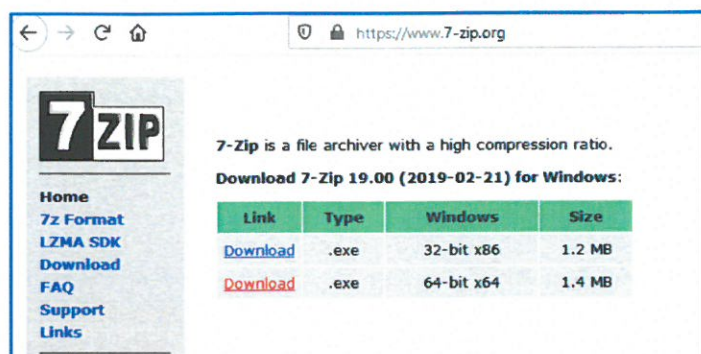 https://www.7-zip.org
7 ZIP
Home
7z Format
LZMA SDK
Download
FAQ
Support
Links
7-Zip is a file archiver with a high compression ratio.
Download 7-Zip 19.00 (2019-02-21) for Windows:
Link Type Windows Size
Download .exe 32-bit x86 1.2 MB
Download .exe 64-bit x64 1.4 MB